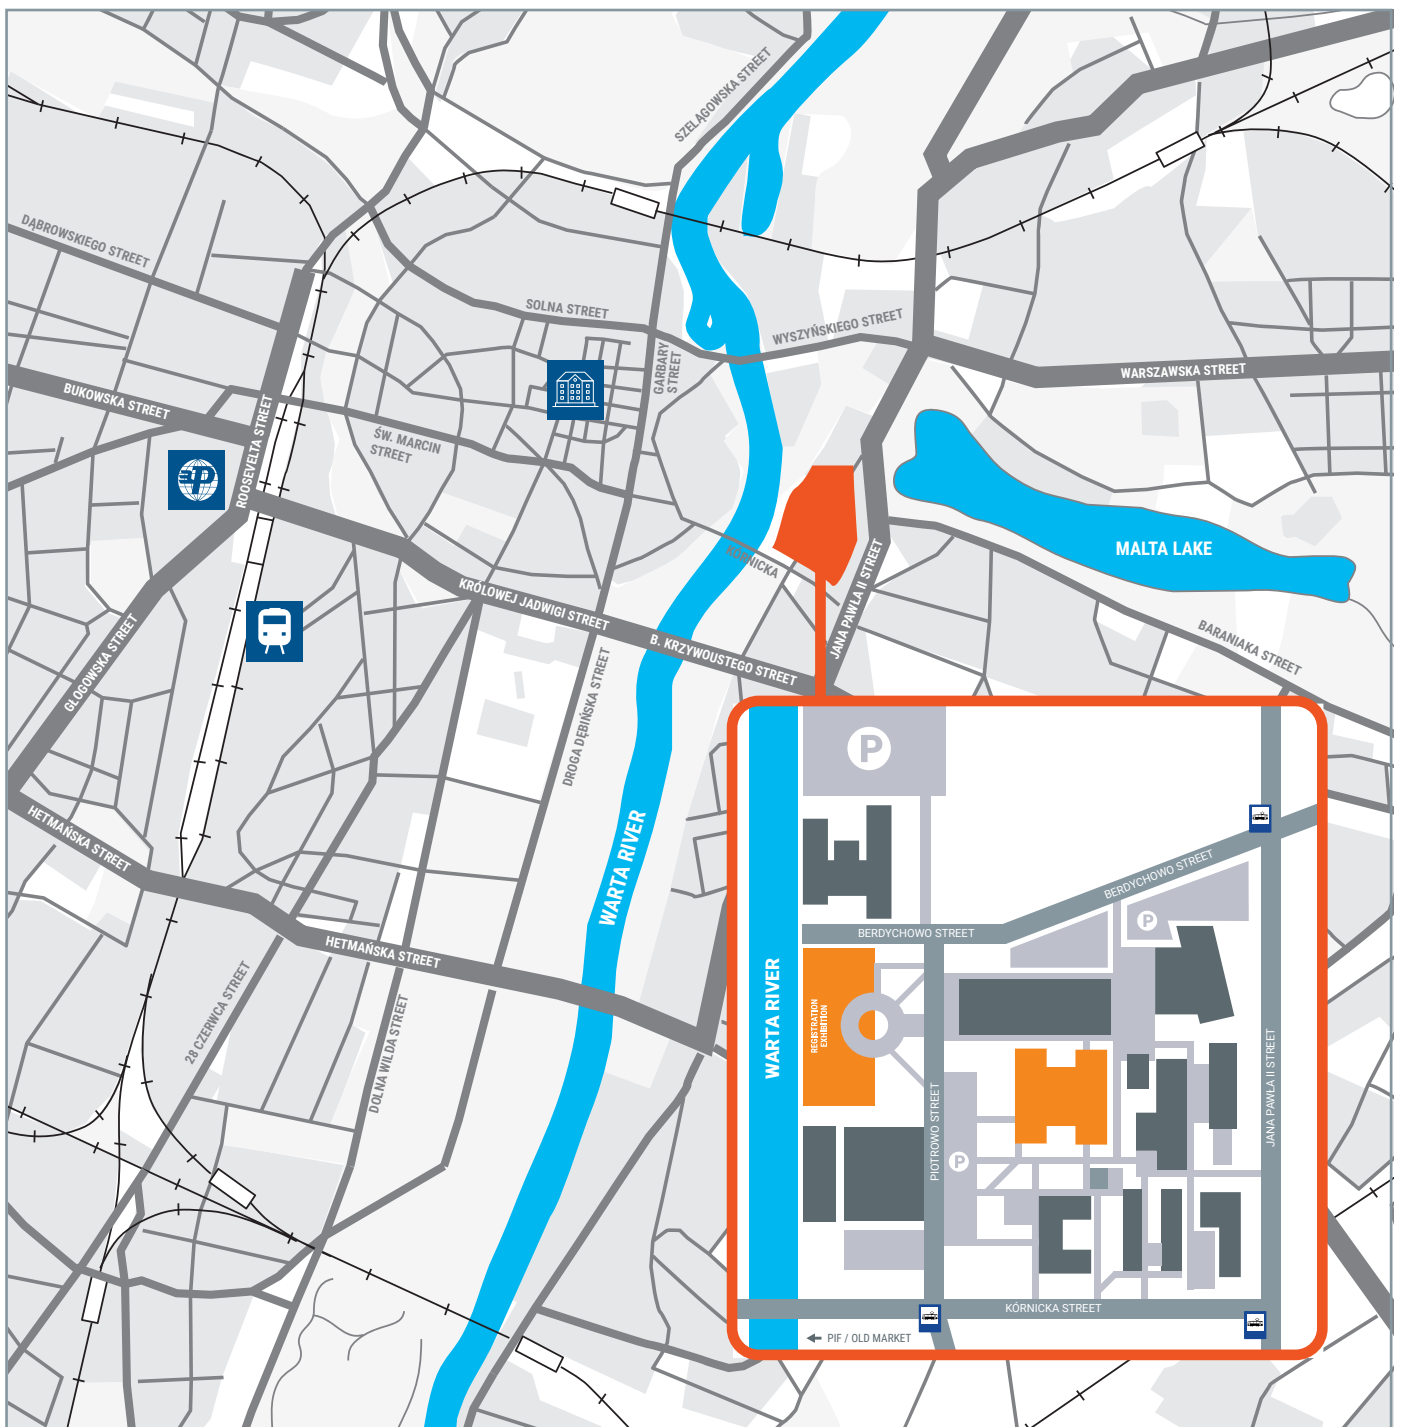 SZELĄGOWSKA STREET
DĄBROWSKIEGO STREET
SOLNA STREET
WYSZYŃSKIEGO STREET
GARBARY
STREET
WARSZAWSKA STREET
BUKOWSKA STREET
ROOSEVELTA STREET
ŚW. MARCIN
STREET
P
MALTA LAKE
KÓRNICKA
JANA PAWŁA II STREET
KRÓLOWEJ JADWIGI STREET
B. KRZYWOUSTEGO STREET
BARANIAKA STREET
GŁOGOWSKA STREET
DROGA DĘBIŃSKA STREET
HETMAŃSKA STREET
WARTA RIVER
HETMAŃSKA STREET
28 CZERWCA STREET
DOLNA WILDA STREET
P
BERDYCHOWO STREET
P
BERDYCHOWO STREET
WARTA RIVER
REGISTRATION
EXHIBITION
PIOTROWO STREET
P
JANA PAWŁA II STREET
KÓRNICKA STREET
PIF / OLD MARKET